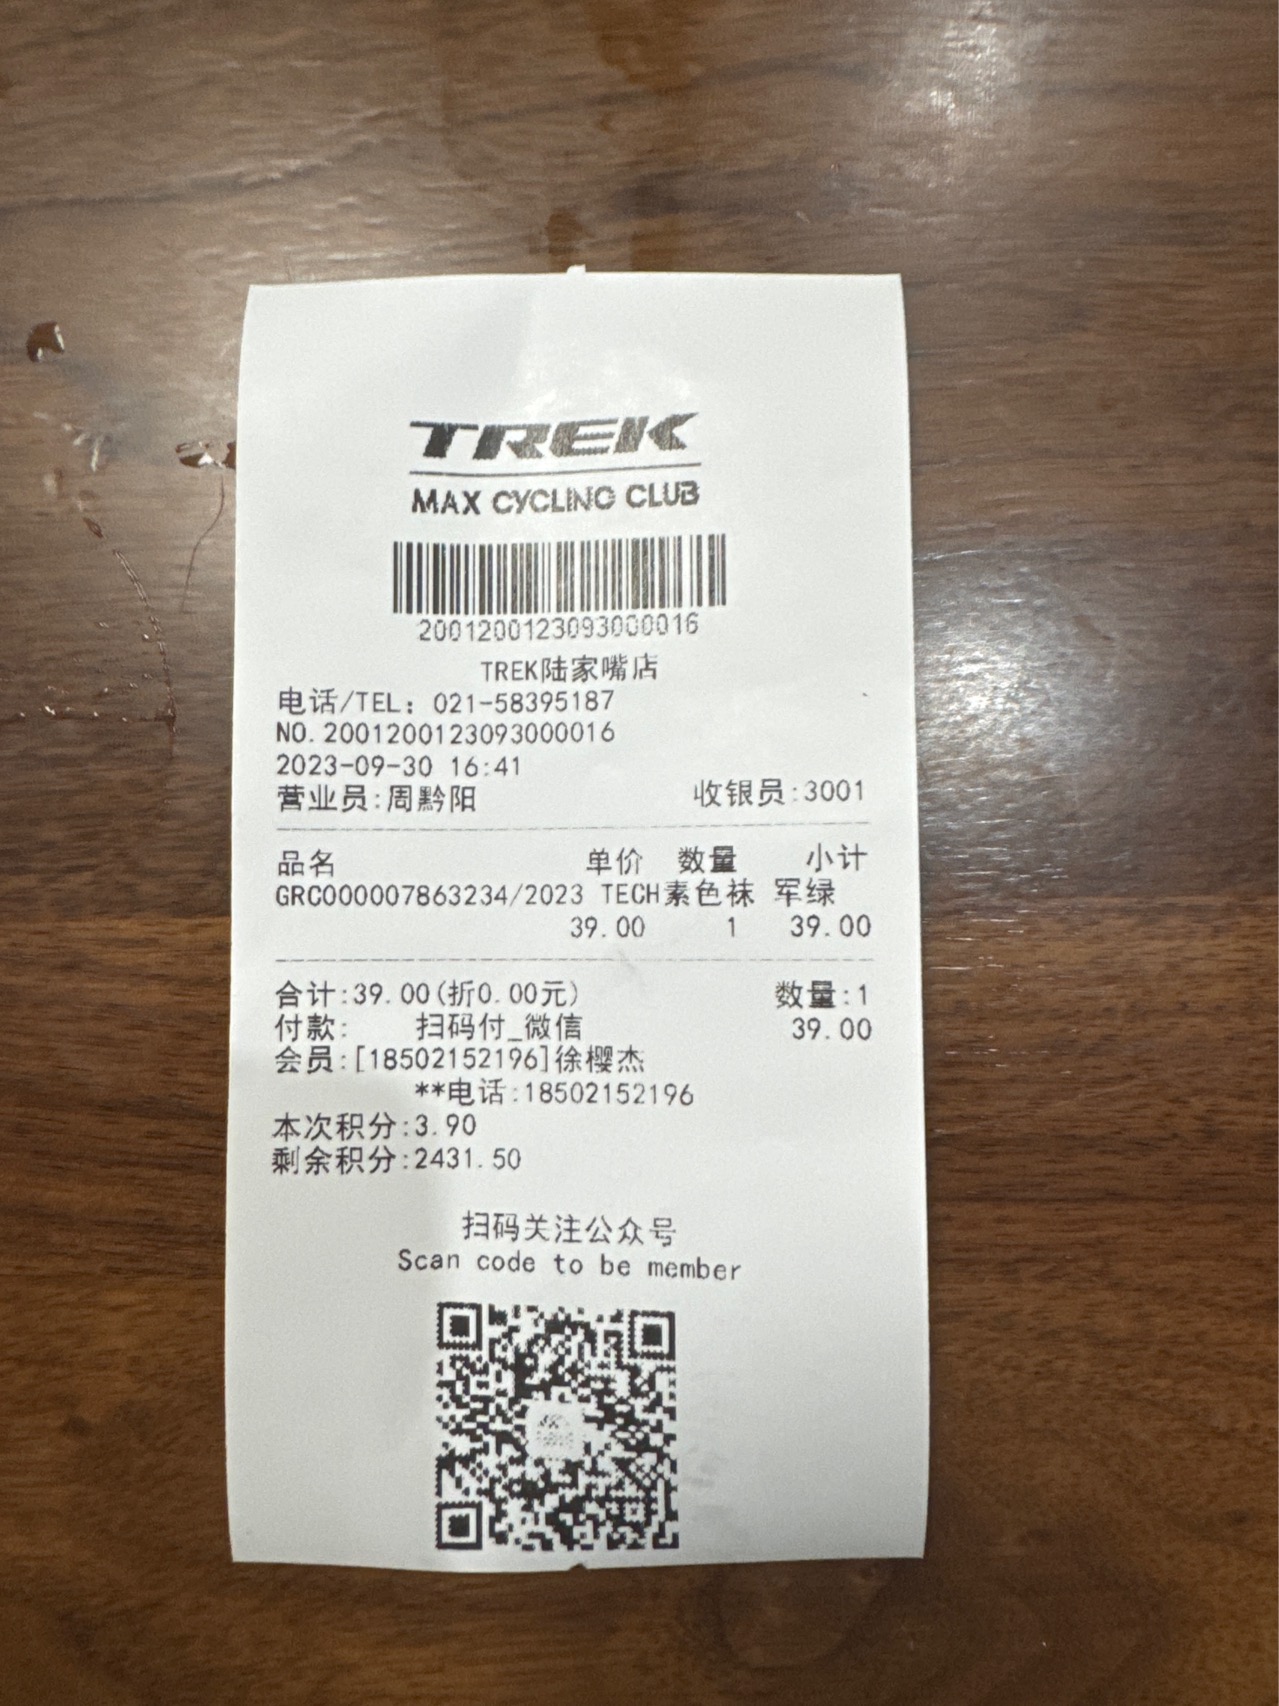 TREK
MAX CYCLING CLUB
2001200123093000016
TREK陆家嘴店
电话/TEL: 021-58395187
NO.2001200123093000016
2023-09-30 16:41
营业员:周黔阳 收银员:3001
品名 单价 数量 小计
GRC000007863234/2023 TECH素色袜 军绿
39.00 1 39.00
合计:39.00(折0.00元) 数量:1
付款: 扫码付_微信 39.00
会员:[18502152196]徐樱杰
**电话:18502152196
本次积分:3.90
剩余积分:2431.50
扫码关注公众号
Scan code to be member